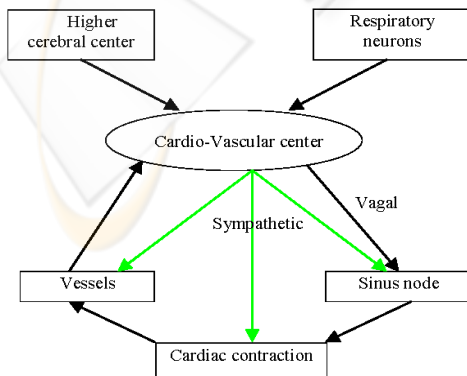 Higher
cerebral center
Respiratory
neurons
Cardio-Vascular center
Vagal
Sympathetic
Vessels
Sinus node
Cardiac contraction